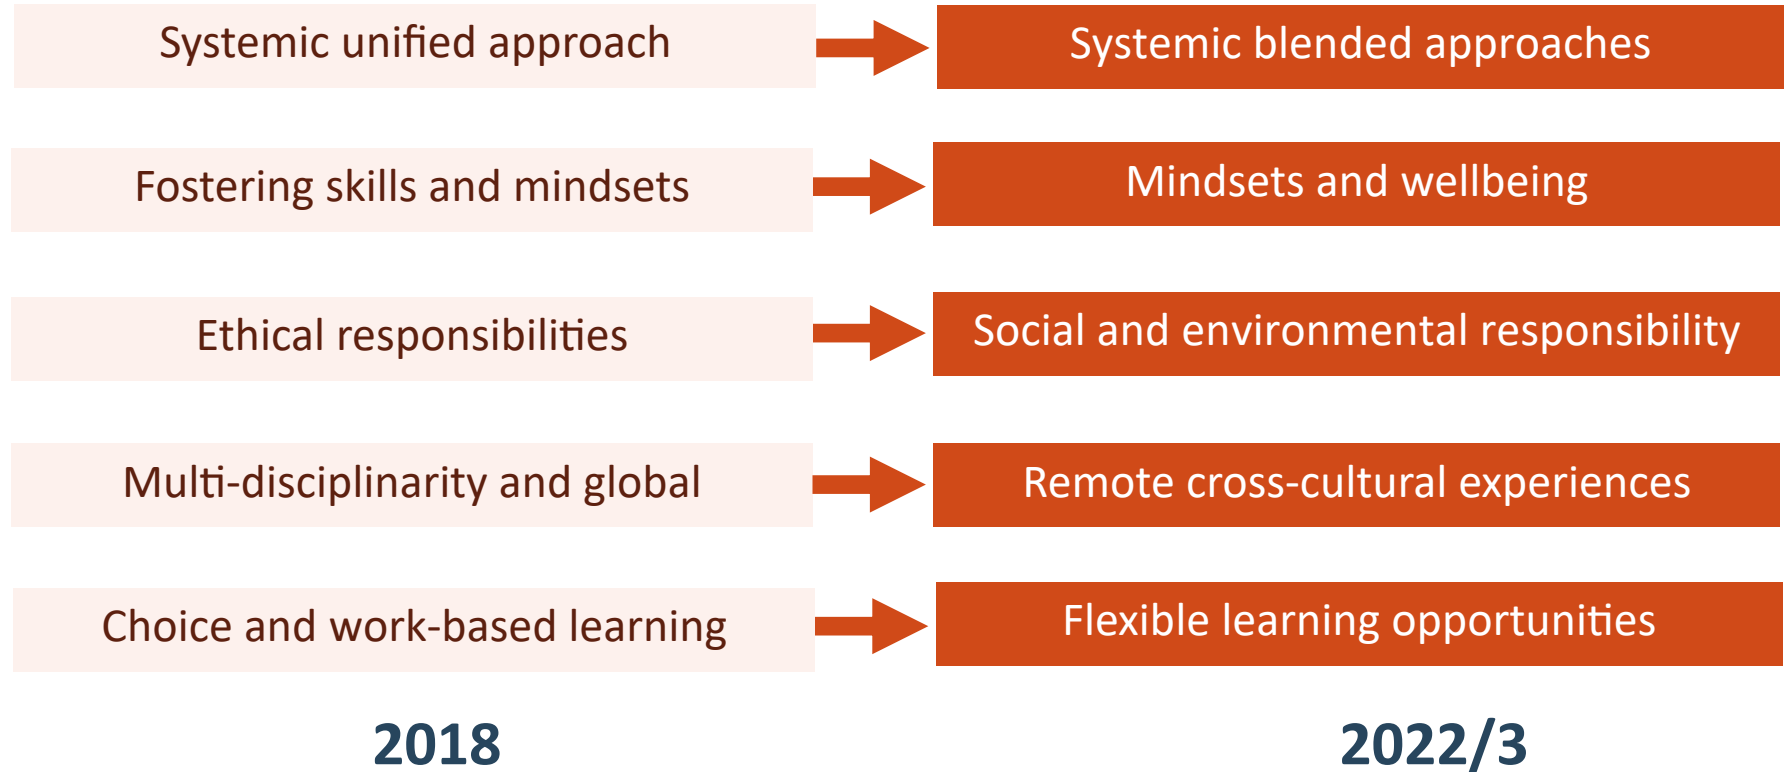 Systemic unified approach
Systemic blended approaches
Fostering skills and mindsets
Mindsets and wellbeing
Ethical responsibilities
Social and environmental responsibility
Multi-disciplinarity and global
Remote cross-cultural experiences
Choice and work-based learning
Flexible learning opportunities
2018
2022/3